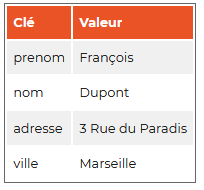 Clé Valeur
prenom François
nom Dupont
adresse 3 Rue du Paradis
ville Marseille